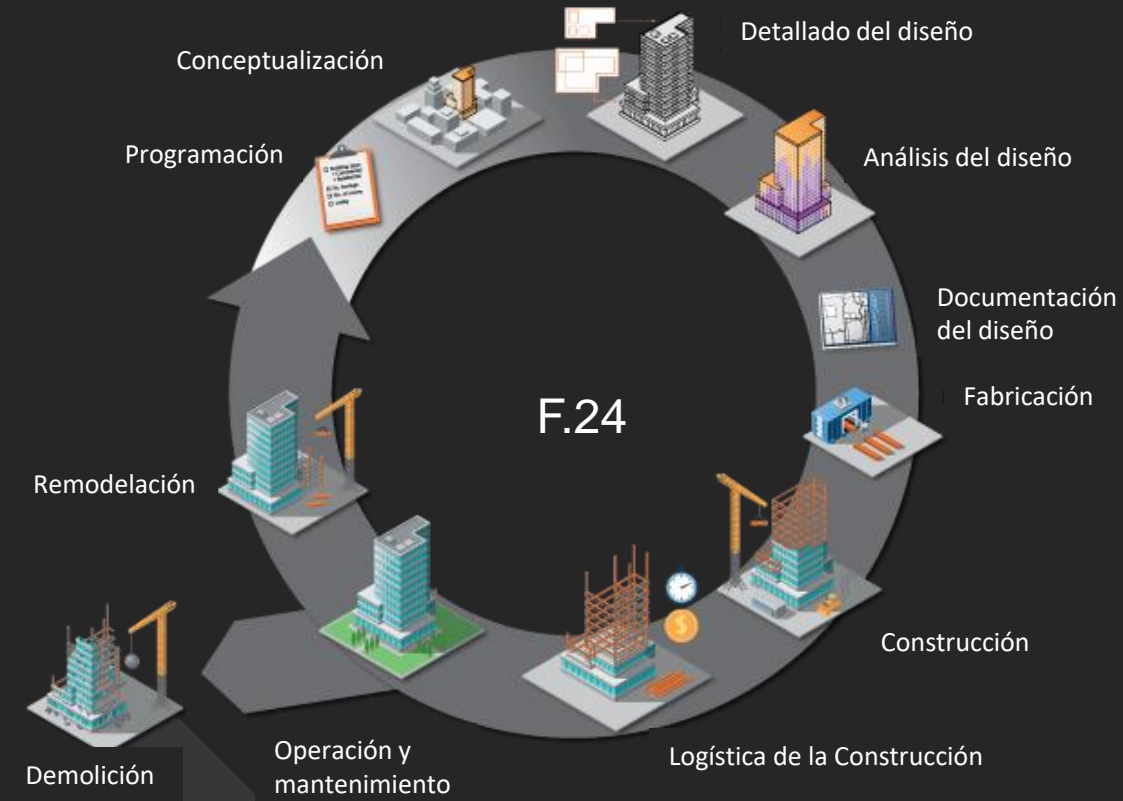 Detallado del diseño
Conceptualización
Programación
Análisis del diseño
Documentación
del diseño
Fabricación
F.24
Remodelación
Construcción
Logística de la Construcción
Operación y
mantenimiento
Demolición